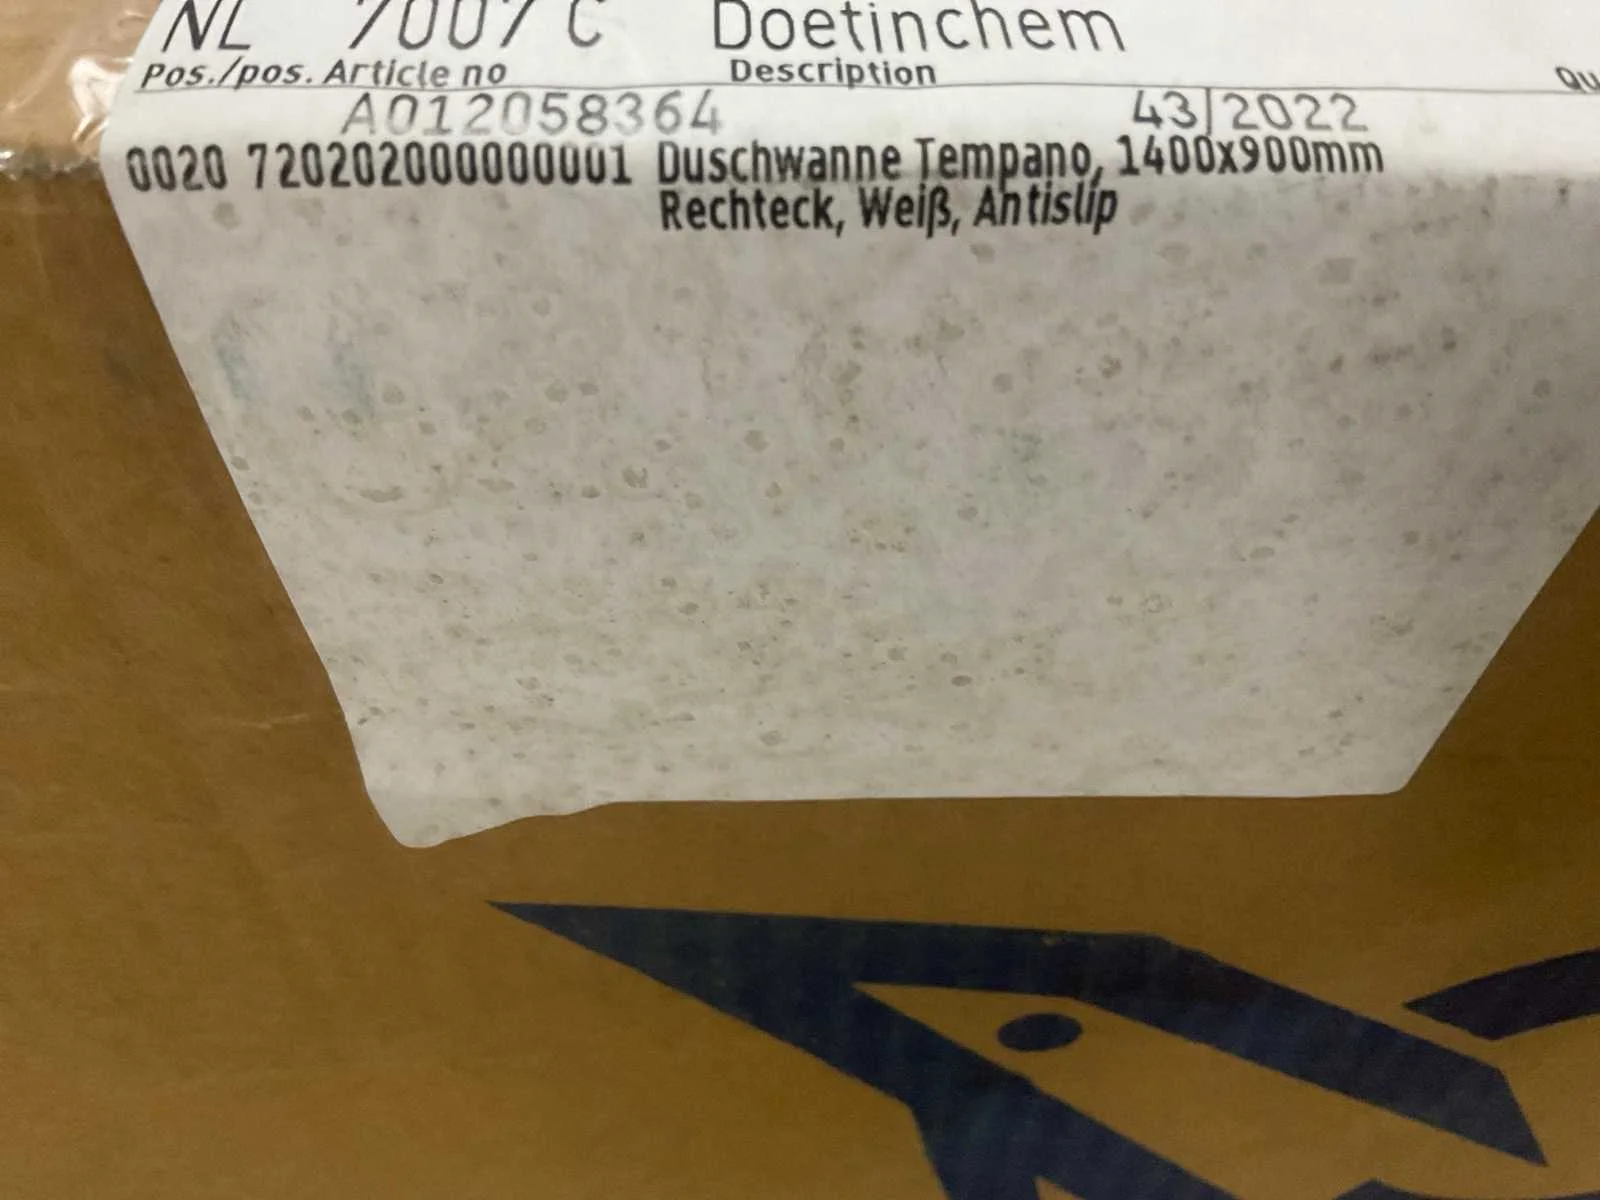 NL 7007 C Doetinchem
Pos./pos. Article no Description
A012058364 43/2022
0020 720202000000001 Duschwanne Tempano, 1400x900mm
Rechteck, Weiß, Antislip